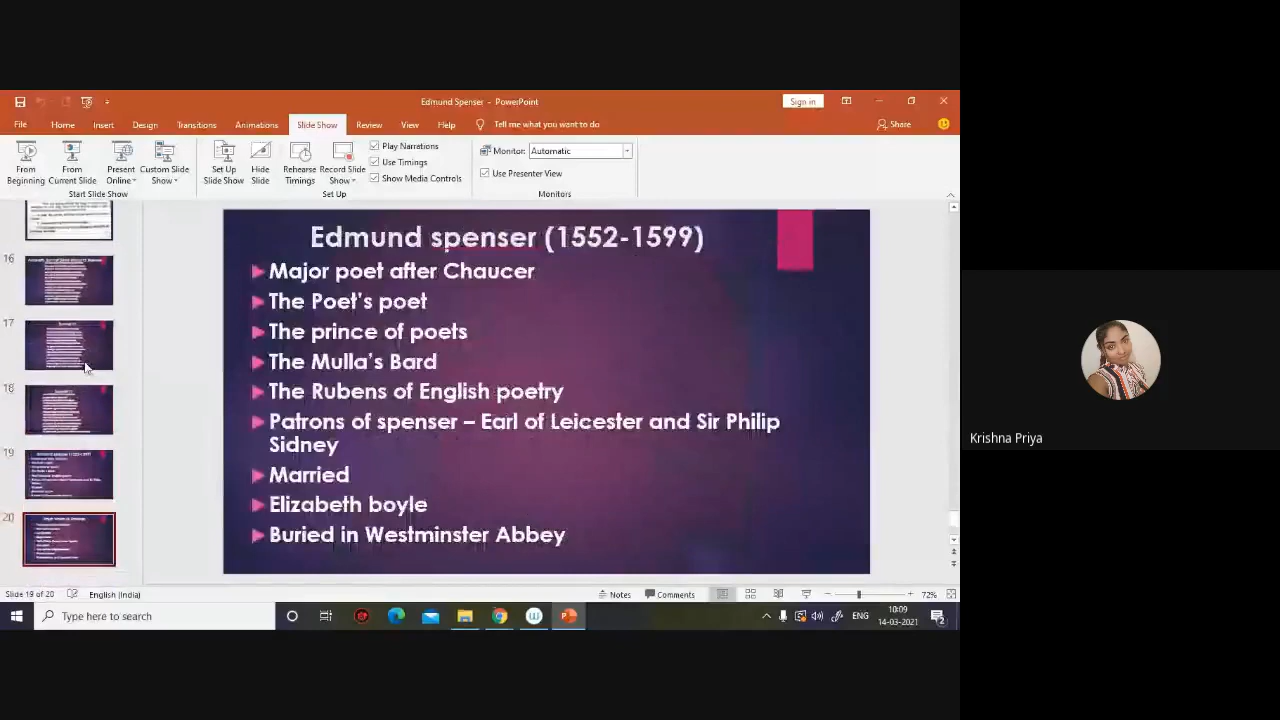 Edmund Spenser - PowerPoint
Sign in
File Home Insert Design Transitions Animations Slide Show Review View Help Tell me what you want to do Share
From Beginning
From Current Slide
Present Online
Custom Slide Show
Start Slide Show
Set Up Slide Show
Hide Slide
Rehearse Timings
Record Slide Show
Play Narrations
Use Timings
Show Media Controls
Set Up
Monitor: Automatic
Use Presenter View
Monitors
16
17
18
19
20
Edmund spenser (1552-1599)
Major poet after Chaucer
The Poet's poet
The prince of poets
The Mulla's Bard
The Rubens of English poetry
Patrons of spenser – Earl of Leicester and Sir Philip
Sidney
Married
Elizabeth boyle
Buried in Westminster Abbey
Krishna Priya
Slide 19 of 20 English (India) Notes Comments 72%
Type here to search
ENG
10:09
14-03-2021
2